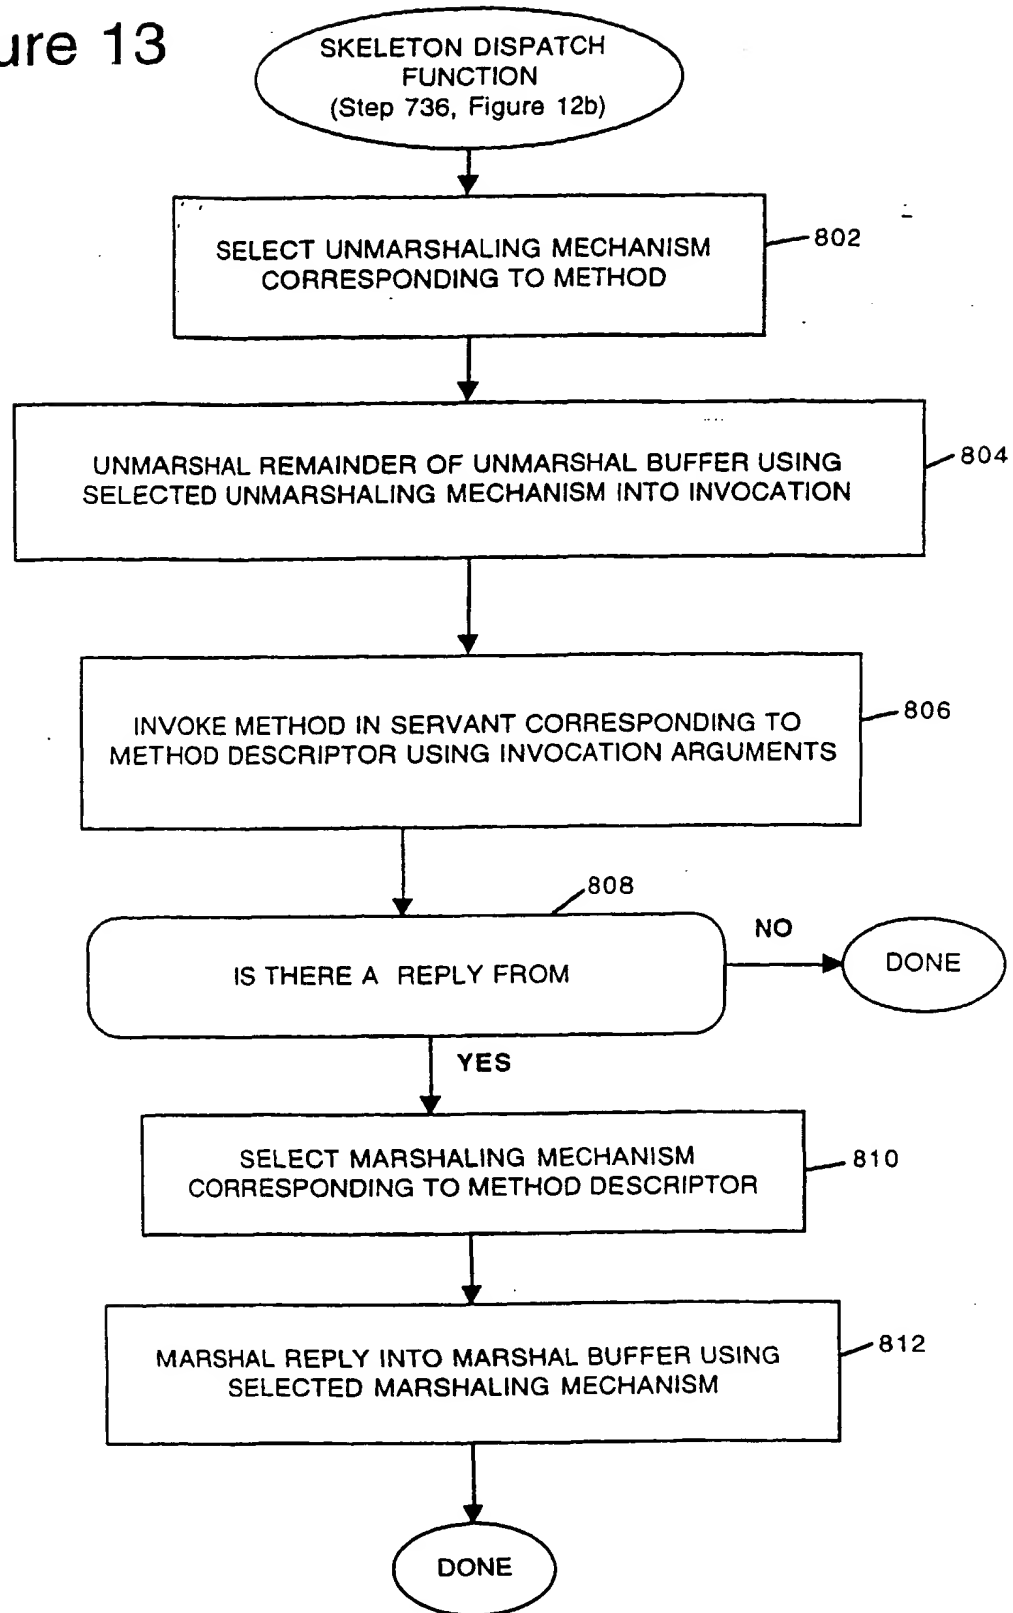 ure 13
SKELETON DISPATCH
FUNCTION
(Step 736, Figure 12b)
SELECT UNMARSHALING MECHANISM
CORRESPONDING TO METHOD
802
UNMARSHAL REMAINDER OF UNMARSHAL BUFFER USING
SELECTED UNMARSHALING MECHANISM INTO INVOCATION
804
INVOKE METHOD IN SERVANT CORRESPONDING TO
METHOD DESCRIPTOR USING INVOCATION ARGUMENTS
806
808
IS THERE A REPLY FROM
NO
DONE
YES
SELECT MARSHALING MECHANISM
CORRESPONDING TO METHOD DESCRIPTOR
810
MARSHAL REPLY INTO MARSHAL BUFFER USING
SELECTED MARSHALING MECHANISM
812
DONE